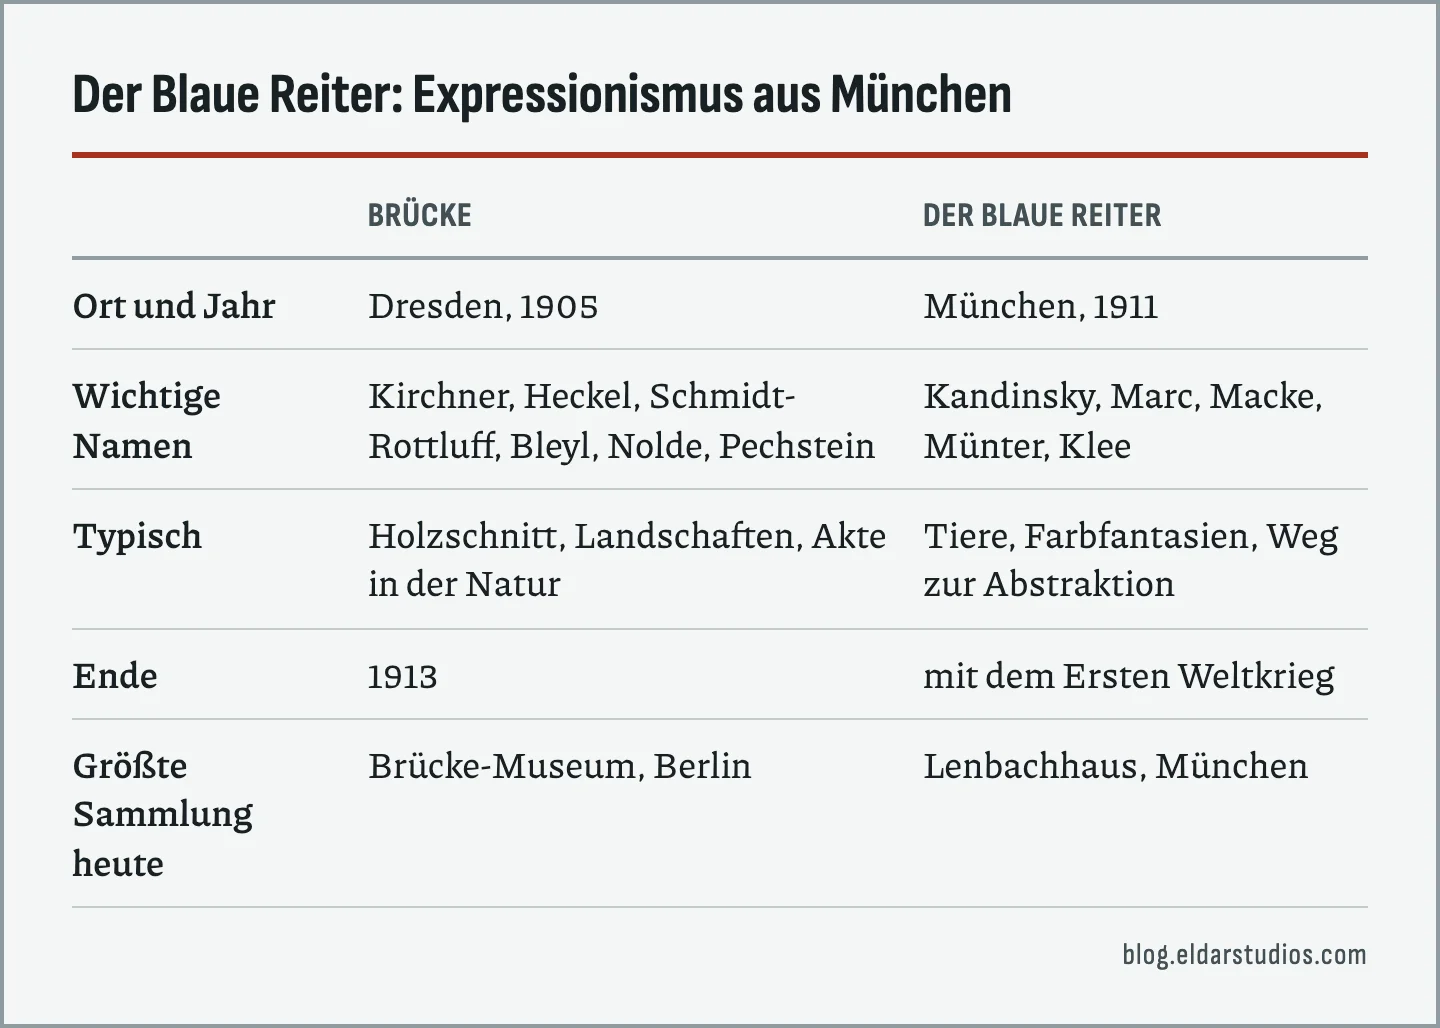 Der Blaue Reiter: Expressionismus aus München
BRÜCKE DER BLAUE REITER
Ort und Jahr Dresden, 1905 München, 1911
Wichtige Kirchner, Heckel, Schmidt- Kandinsky, Marc, Macke,
Namen Rottluff, Bleyl, Nolde, Pechstein Münter, Klee
Typisch Holzschnitt, Landschaften, Akte Tiere, Farbfantasien, Weg
in der Natur zur Abstraktion
Ende 1913 mit dem Ersten Weltkrieg
Größte Brücke-Museum, Berlin Lenbachhaus, München
Sammlung
heute
blog.eldarstudios.com